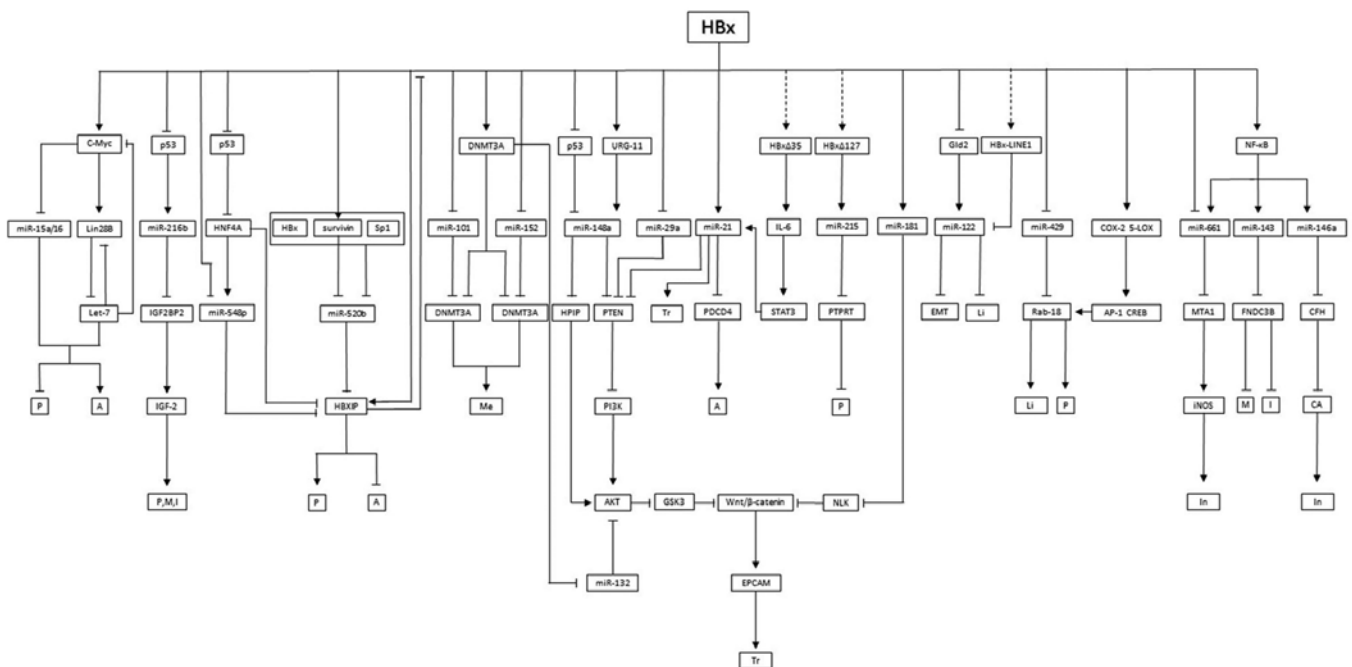 HBx
C-Myc p53 p53 DNMT3A p53 URG-11 HBxΔ35 HBxΔ127 Gld2 HBx-LINE1 NF-κB
miR-15a/16 Lin28B miR-216b HNF4A HBx survivin Sp1 miR-101 miR-152 miR-148a miR-29a miR-21 IL-6 miR-215 miR-181 miR-122 miR-429 COX-2 5-LOX miR-661 miR-143 miR-146a
Let-7 IGF2BP2 miR-548p miR-520b DNMT3A DNMT3A HPIP PTEN Tr PDCD4 STAT3 PTPRT EMT Li Rab-18 AP-1 CREB MTA1 FNDC3B CFH
P A IGF-2 HBXIP Me PI3K A P Li P iNOS M I CA
P,M,I P A AKT GSK3 Wnt/β-catenin NLK In In
miR-132 EPCAM
Tr